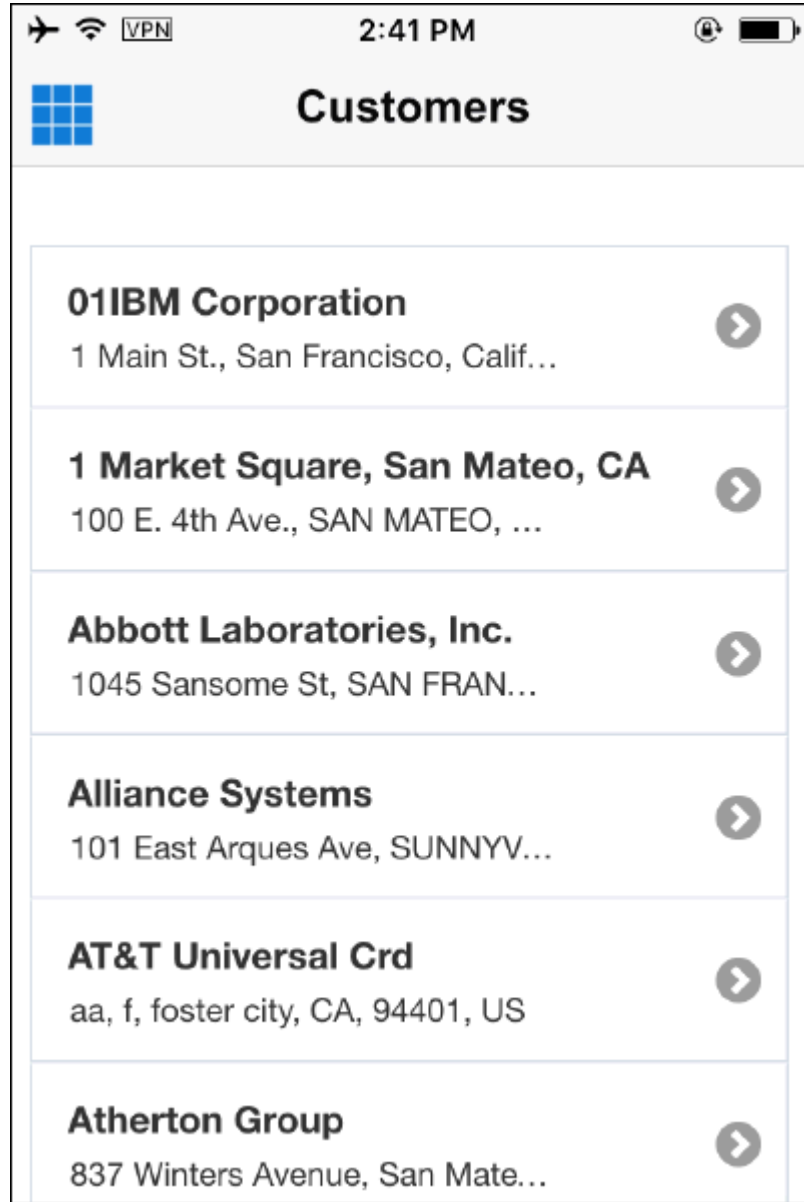 VPN
2:41 PM
Customers
01IBM Corporation
1 Main St., San Francisco, Calif...
1 Market Square, San Mateo, CA
100 E. 4th Ave., SAN MATEO, ...
Abbott Laboratories, Inc.
1045 Sansome St, SAN FRAN...
Alliance Systems
101 East Arques Ave, SUNNYV...
AT&T Universal Crd
aa, f, foster city, CA, 94401, US
Atherton Group
837 Winters Avenue, San Mate...